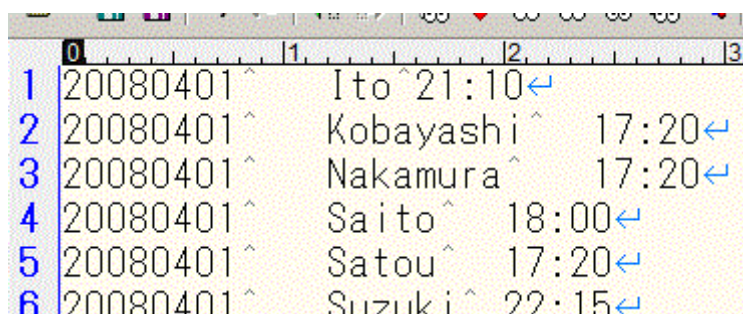 0 1 2 3
1 20080401^ Ito^21:10↵
2 20080401^ Kobayashi^ 17:20↵
3 20080401^ Nakamura^ 17:20↵
4 20080401^ Saito^ 18:00↵
5 20080401^ Satou^ 17:20↵
6 20080401^ Suzuki^ 22:15↵